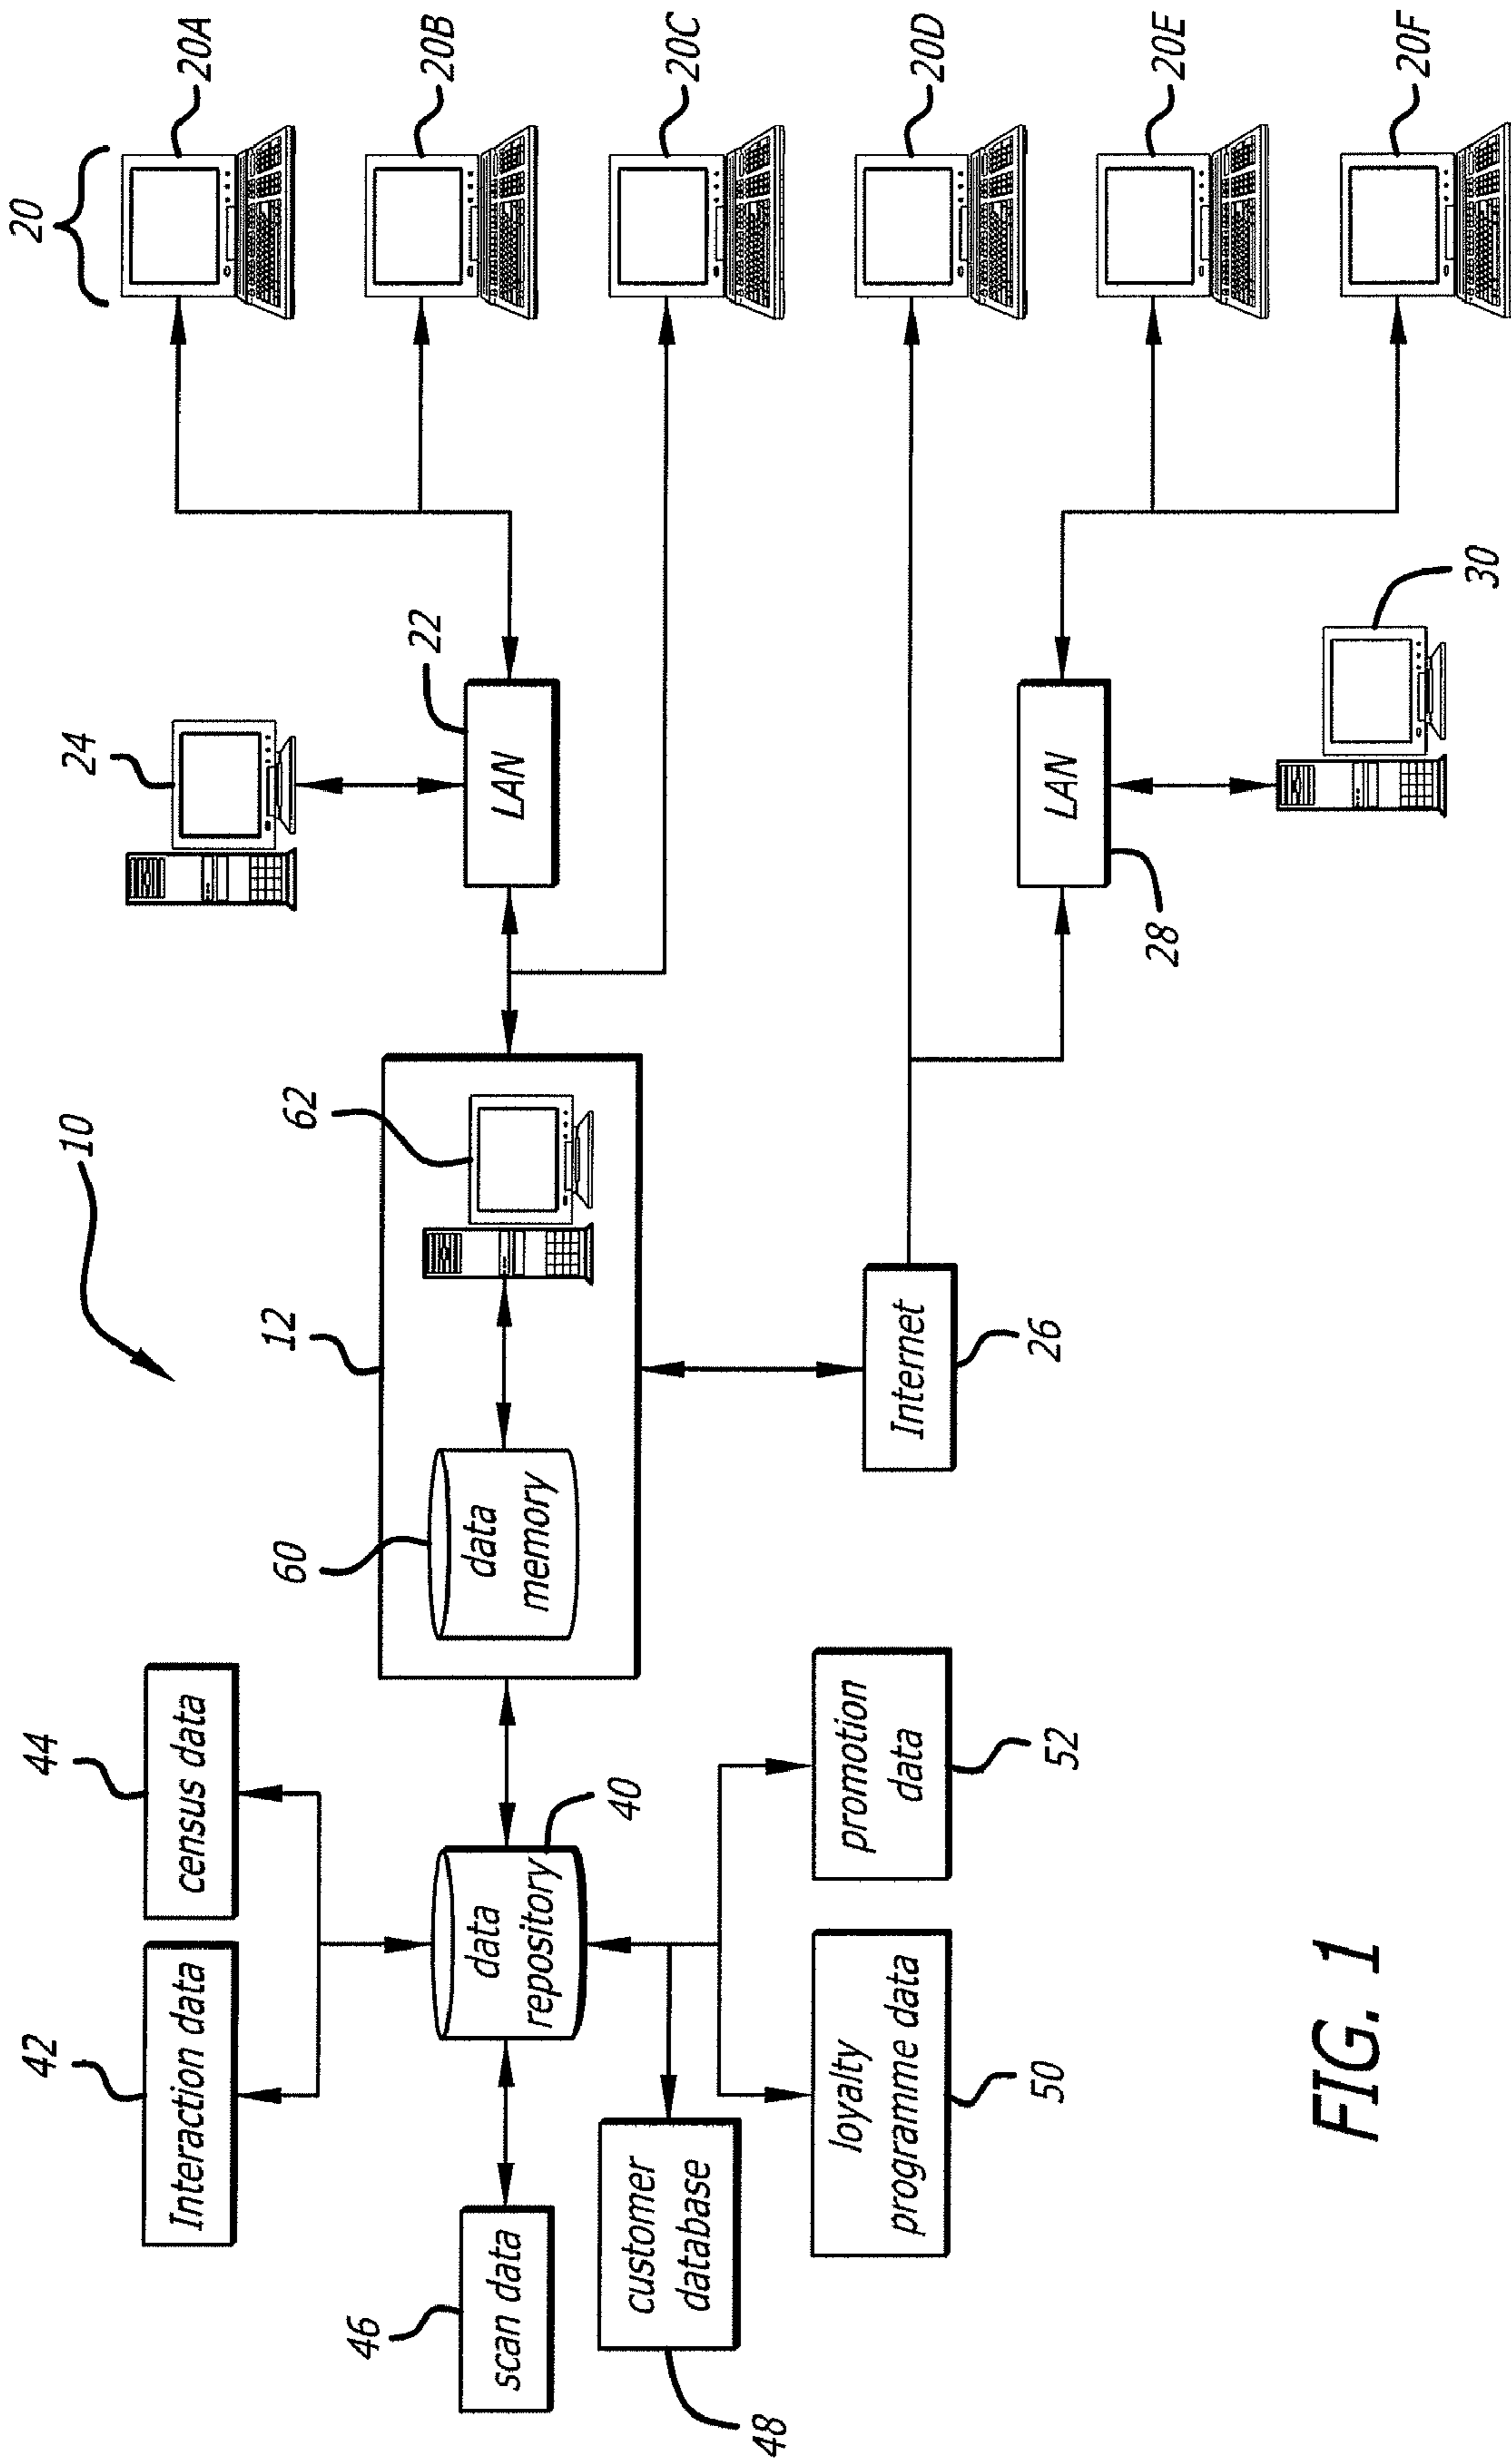 10
20
20A
20B
20C
20D
20E
20F
24
22
LAN
62
12
60
data
memory
44
census data
42
Interaction data
data
repository
40
46
scan data
customer
database
48
loyalty
programme data
50
promotion
data
52
Internet
26
LAN
28
30
FIG. 1